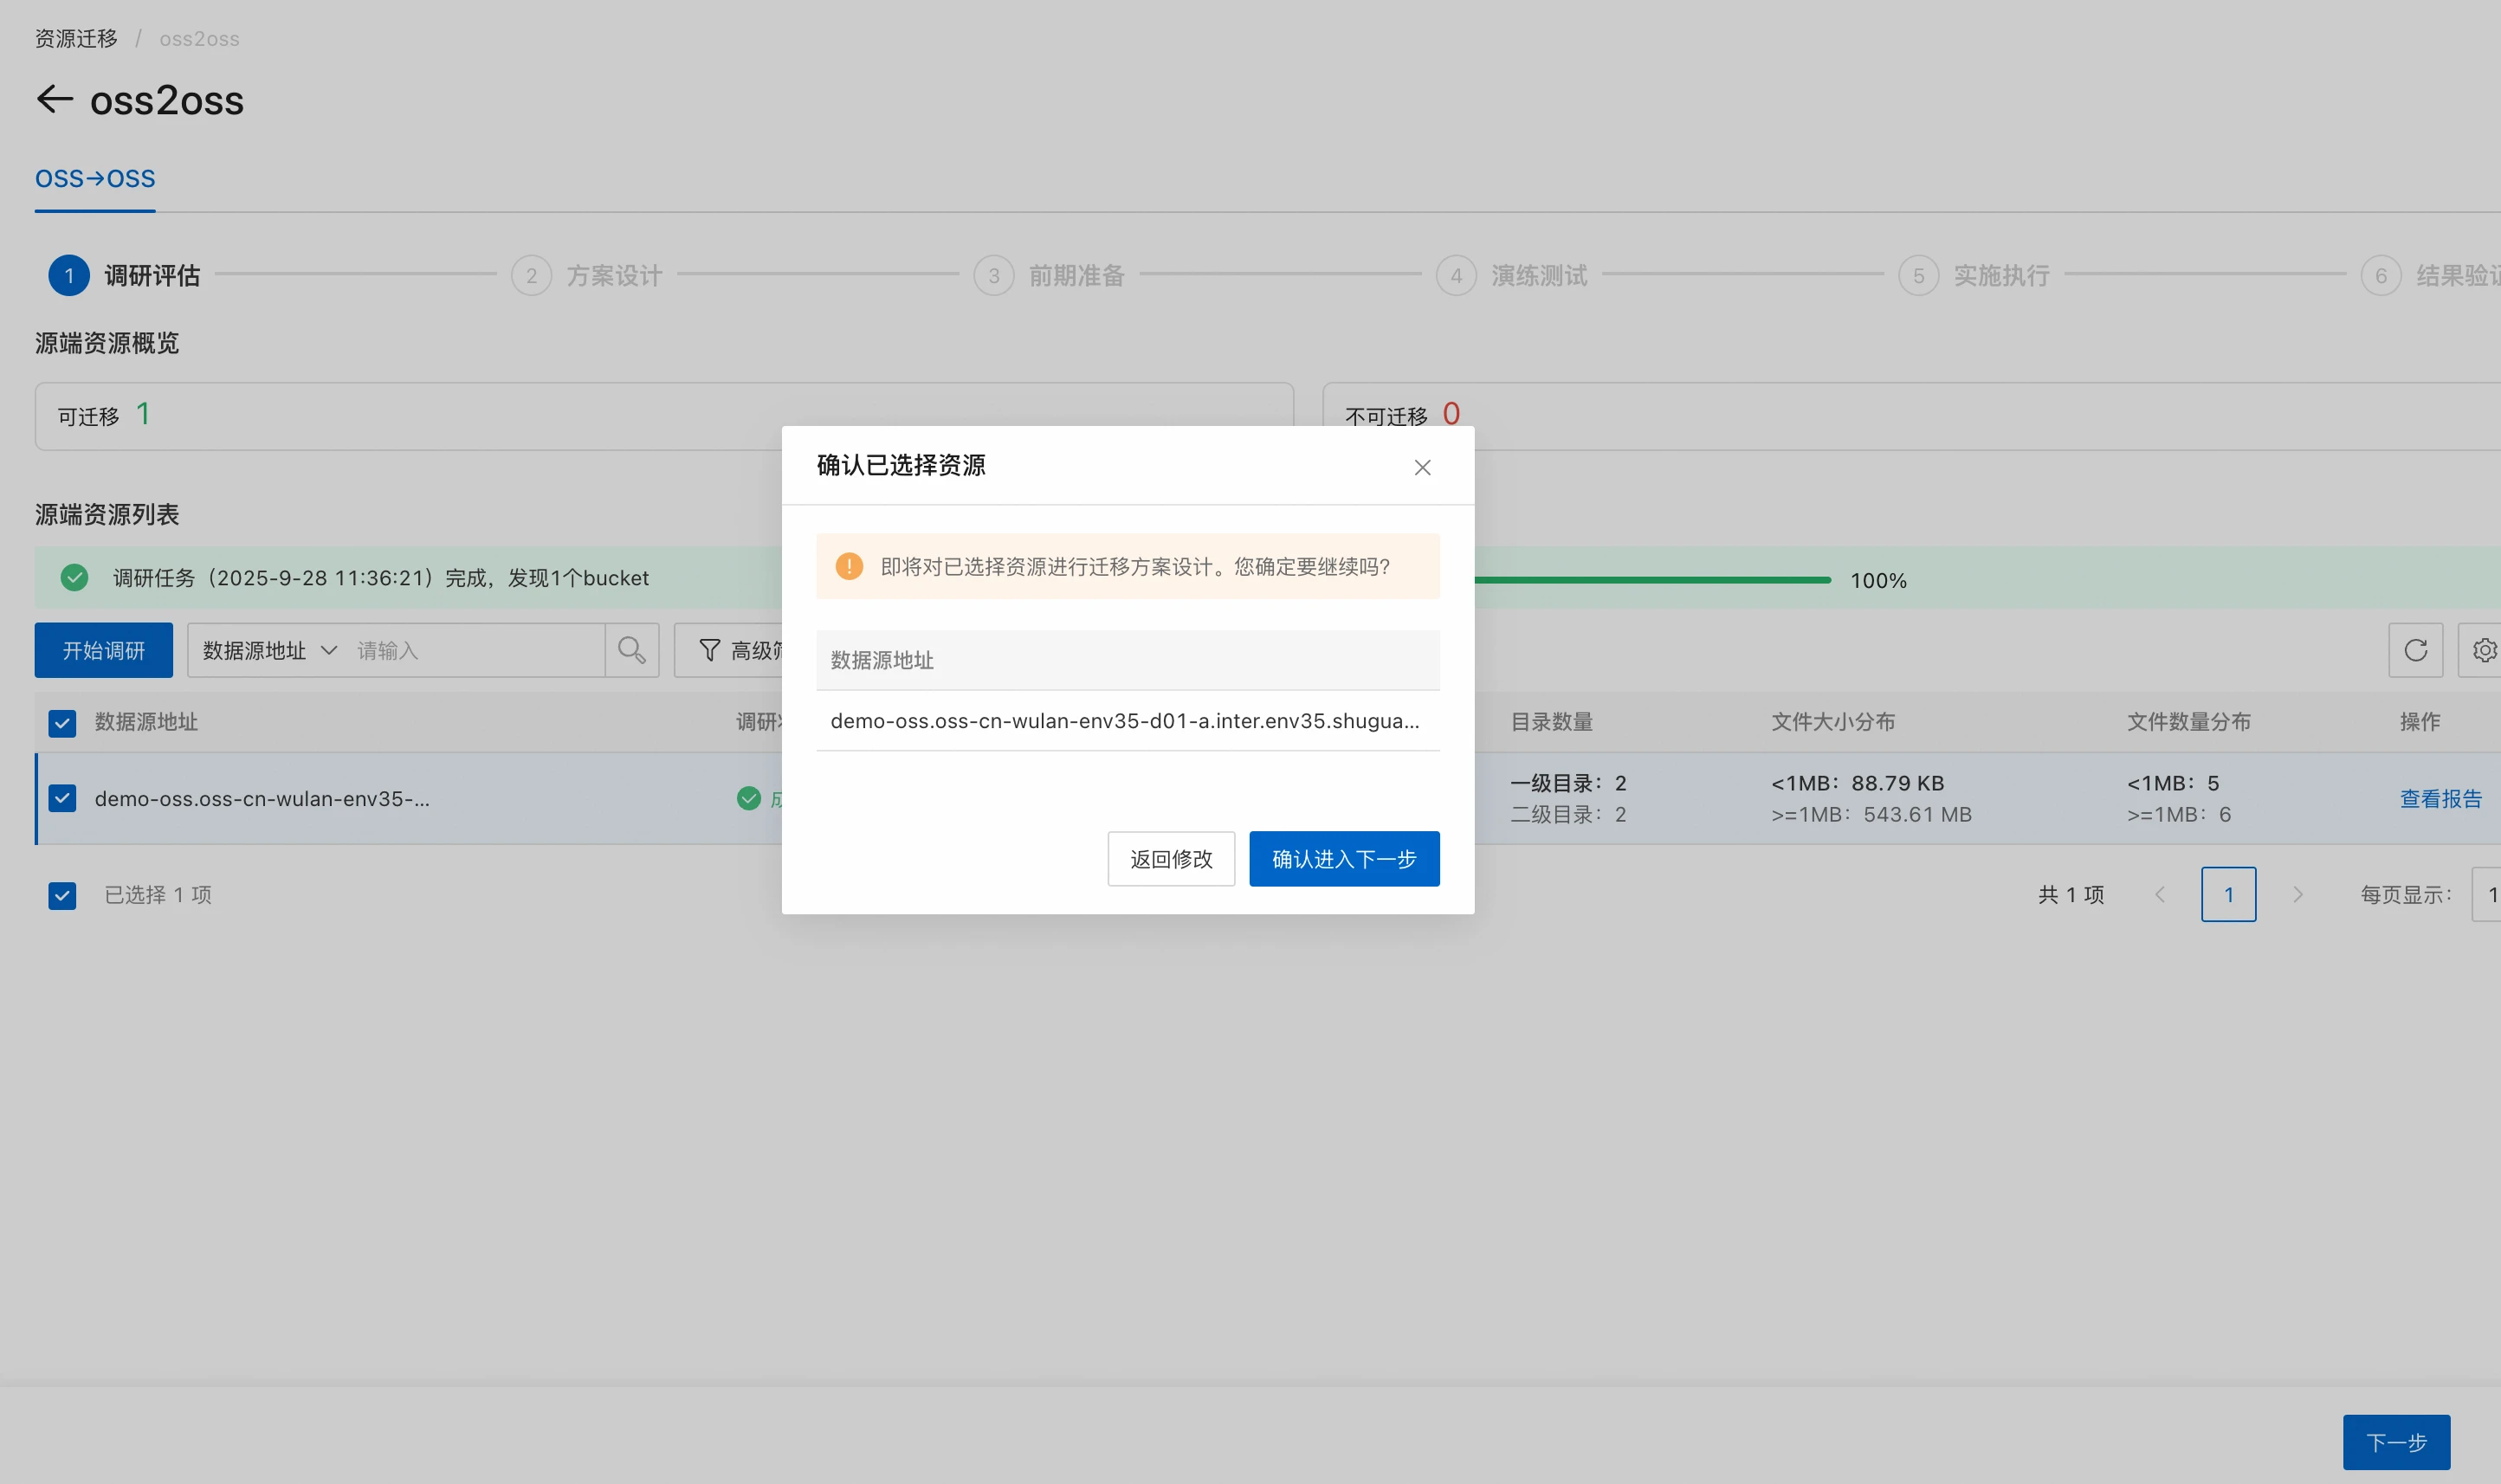 资源迁移 / oss2oss
oss2oss
OSS→OSS
1 调研评估 2 方案设计 3 前期准备 4 演练测试 5 实施执行 6 结果验证
源端资源概览
可迁移 1 不可迁移 0
确认已选择资源
源端资源列表
即将对已选择资源进行迁移方案设计。您确定要继续吗?
调研任务（2025-9-28 11:36:21）完成，发现1个bucket 100%
开始调研 数据源地址 请输入 高级
数据源地址
数据源地址 调研 目录数量 文件大小分布 文件数量分布 操作
demo-oss.oss-cn-wulan-env35-d01-a.inter.env35.shugua...
demo-oss.oss-cn-wulan-env35-... 一级目录：2 <1MB：88.79 KB <1MB：5 查看报告
二级目录：2 >=1MB：543.61 MB >=1MB：6
返回修改 确认进入下一步
已选择 1 项 共 1 项 1 每页显示： 1
下一步